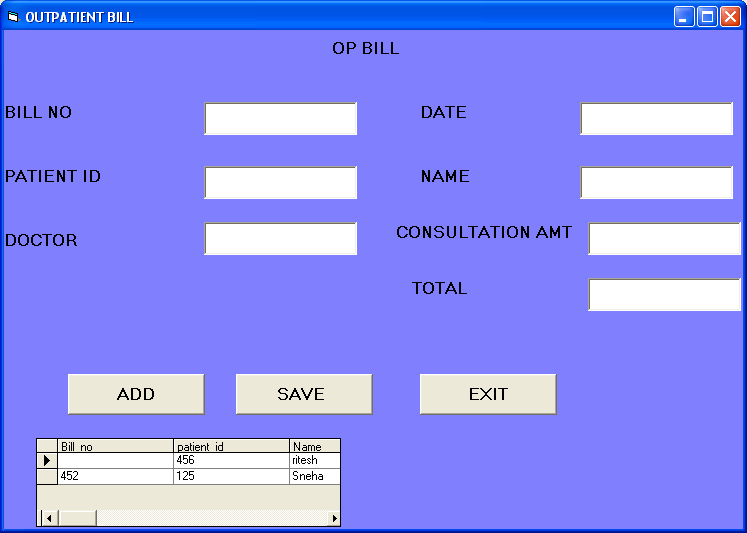 OUTPATIENT BILL
OP BILL
BILL NO DATE
PATIENT ID NAME
DOCTOR CONSULTATION AMT
TOTAL
ADD SAVE EXIT
Bill_no patient_id Name
456 ritesh
452 125 Sneha